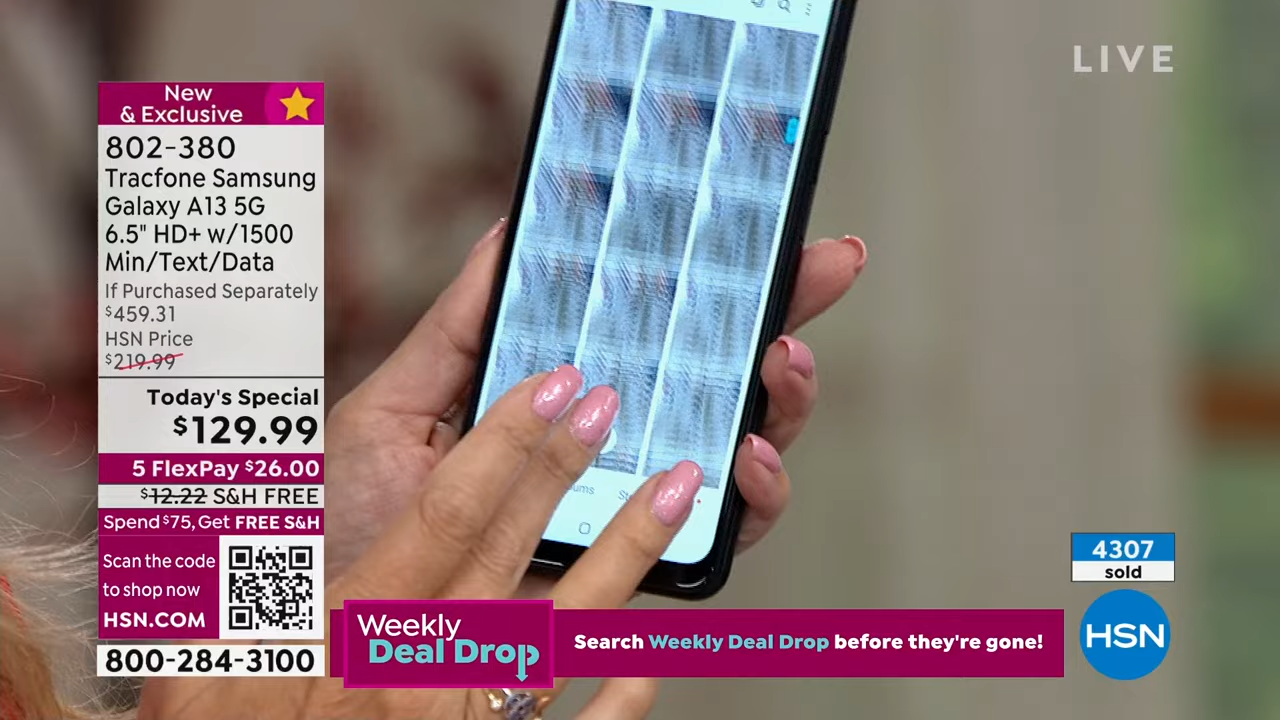 LIVE
New
& Exclusive
802-380
Tracfone Samsung
Galaxy A13 5G
6.5" HD+ w/1500
Min/Text/Data
If Purchased Separately
$459.31
HSN Price
$219.99
Today's Special
$129.99
5 FlexPay $26.00
$12.22 S&H FREE
Spend $75, Get FREE S&H
Scan the code
to shop now
HSN.COM
800-284-3100
Weekly
Deal Drop
Search Weekly Deal Drop before they're gone!
4307
sold
HSN